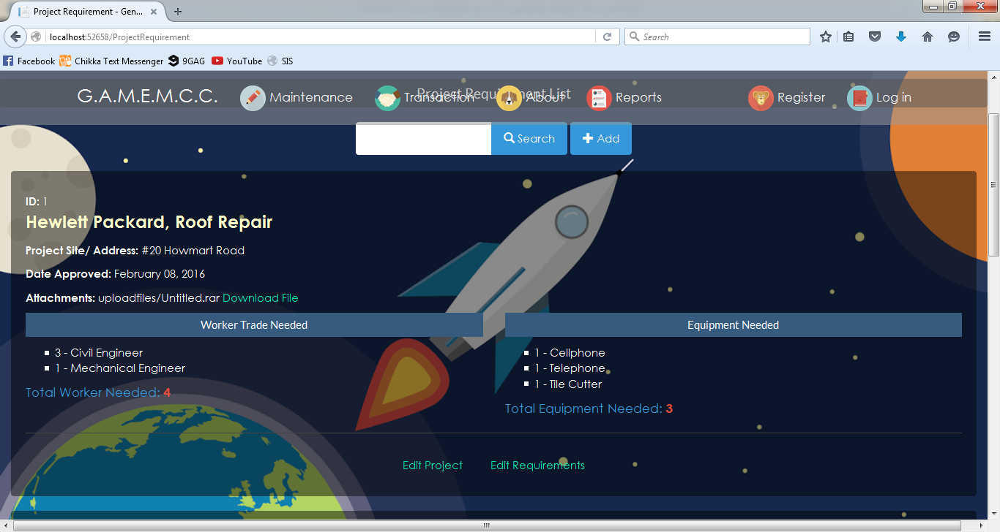 Project Requirement - Gen...
localhost:52658/ProjectRequirement
Search
Facebook Chikka Text Messenger 9GAG YouTube SIS
Project Requirement List
G.A.M.E.M.C.C. Maintenance Transaction About Reports Register Log in
Search Add
ID: 1
Hewlett Packard, Roof Repair
Project Site/ Address: #20 Howmart Road
Date Approved: February 08, 2016
Attachments: uploadfiles/Untitled.rar Download File
Worker Trade Needed
3 - Civil Engineer
1 - Mechanical Engineer
Total Worker Needed: 4
Equipment Needed
1 - Cellphone
1 - Telephone
1 - Tile Cutter
Total Equipment Needed: 3
Edit Project Edit Requirements